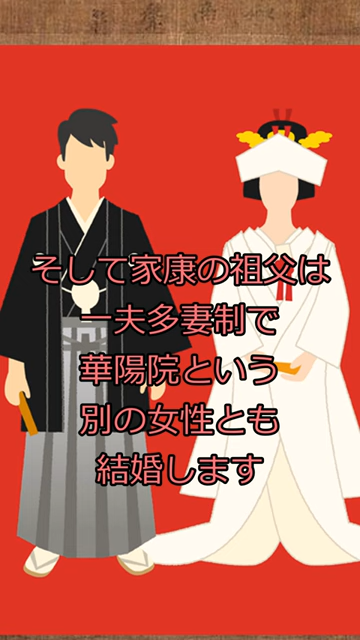 そして家康の祖父は
一夫多妻制で
華陽院という
別の女性とも
結婚します